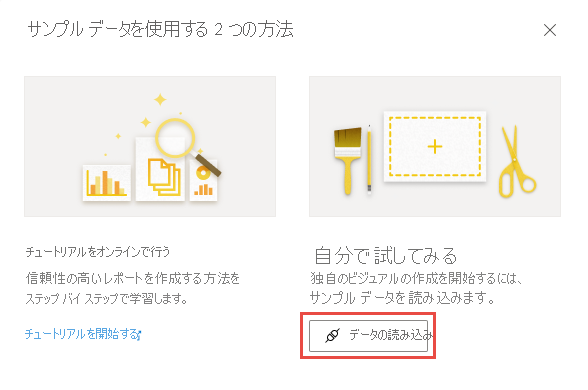 サンプル データを使用する 2 つの方法
チュートリアルをオンラインで行う
信頼性の高いレポートを作成する方法を
ステップ バイ ステップで学習します。
チュートリアルを開始する
自分で試してみる
独自のビジュアルの作成を開始するには、
サンプル データを読み込みます。
データの読み込み